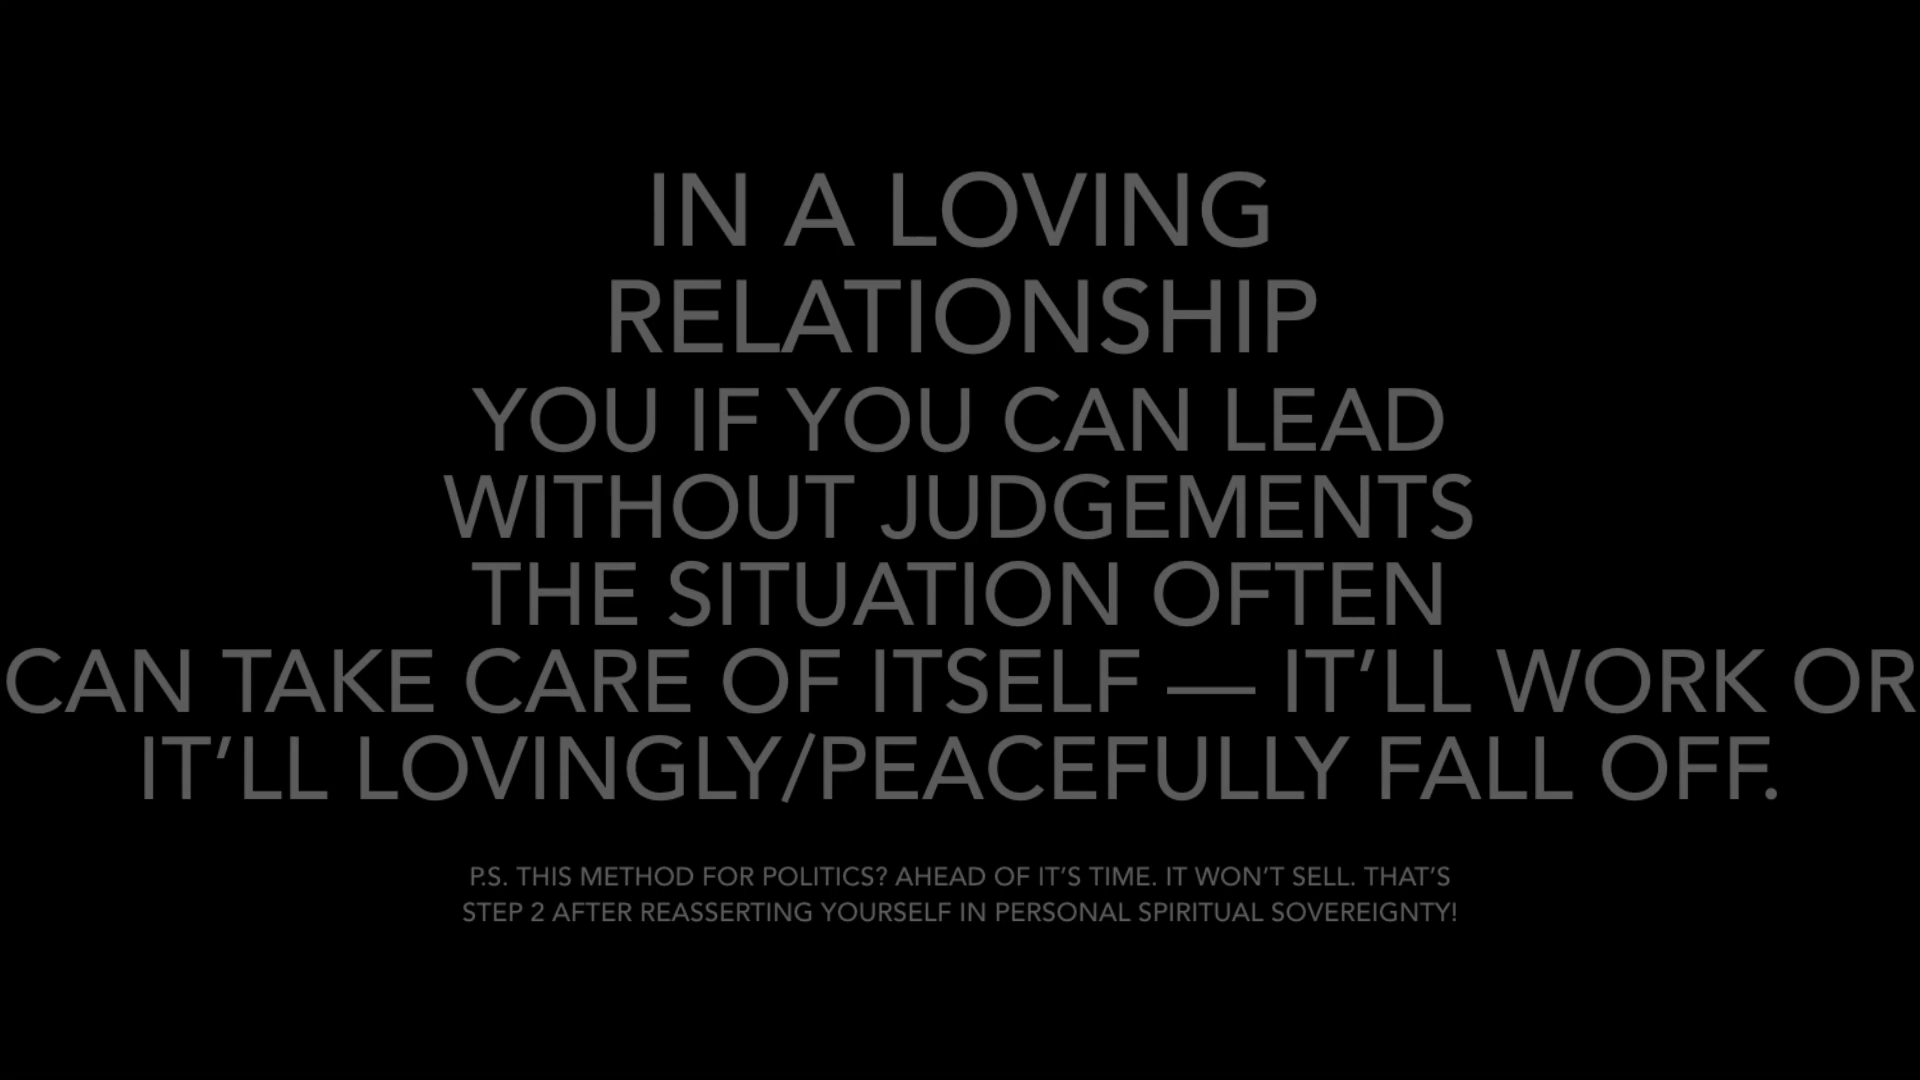 IN A LOVING
RELATIONSHIP
YOU IF YOU CAN LEAD
WITHOUT JUDGEMENTS
THE SITUATION OFTEN
CAN TAKE CARE OF ITSELF — IT’LL WORK OR
IT’LL LOVINGLY/PEACEFULLY FALL OFF.
P.S. THIS METHOD FOR POLITICS? AHEAD OF IT’S TIME. IT WON’T SELL. THAT’S
STEP 2 AFTER REASSERTING YOURSELF IN PERSONAL SPIRITUAL SOVEREIGNTY!